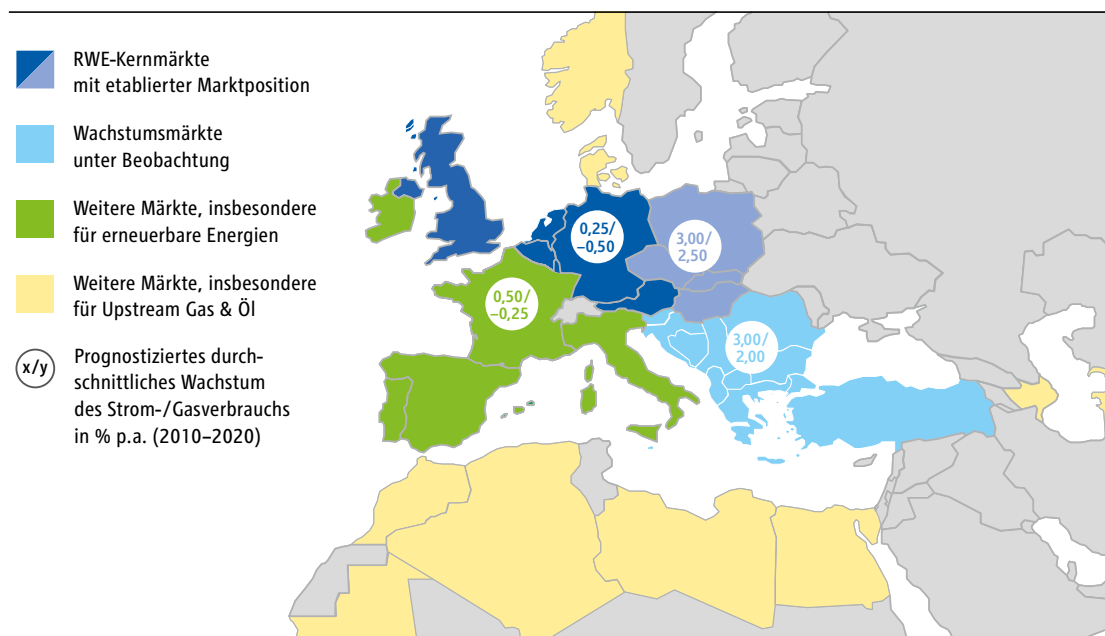 RWE-Kernmärkte
mit etablierter Marktposition
Wachstumsmärkte
unter Beobachtung
Weitere Märkte, insbesondere
für erneuerbare Energien
Weitere Märkte, insbesondere
für Upstream Gas & Öl
x/y
Prognostiziertes durch-
schnittliches Wachstum
des Strom-/Gasverbrauchs
in % p.a. (2010–2020)
0,25/
–0,50
3,00/
2,50
0,50/
–0,25
3,00/
2,00